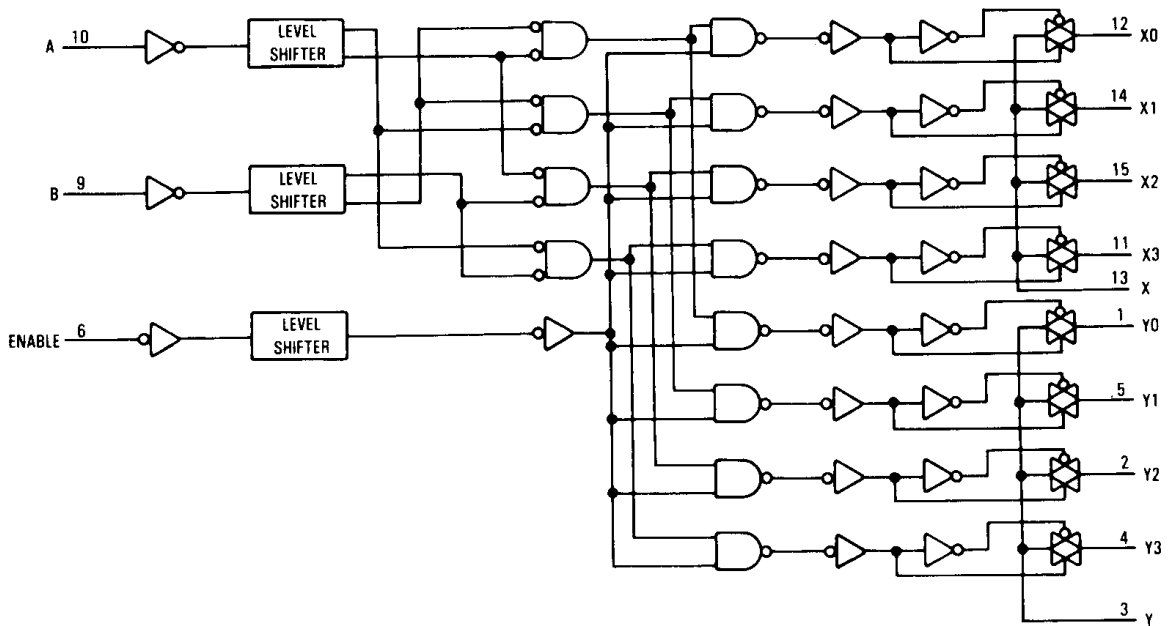 A 10 LEVEL SHIFTER 12 X0
14 X1
B 9 LEVEL SHIFTER 15 X2
11 X3
13 X
ENABLE 6 LEVEL SHIFTER 1 Y0
5 Y1
2 Y2
4 Y3
3 Y